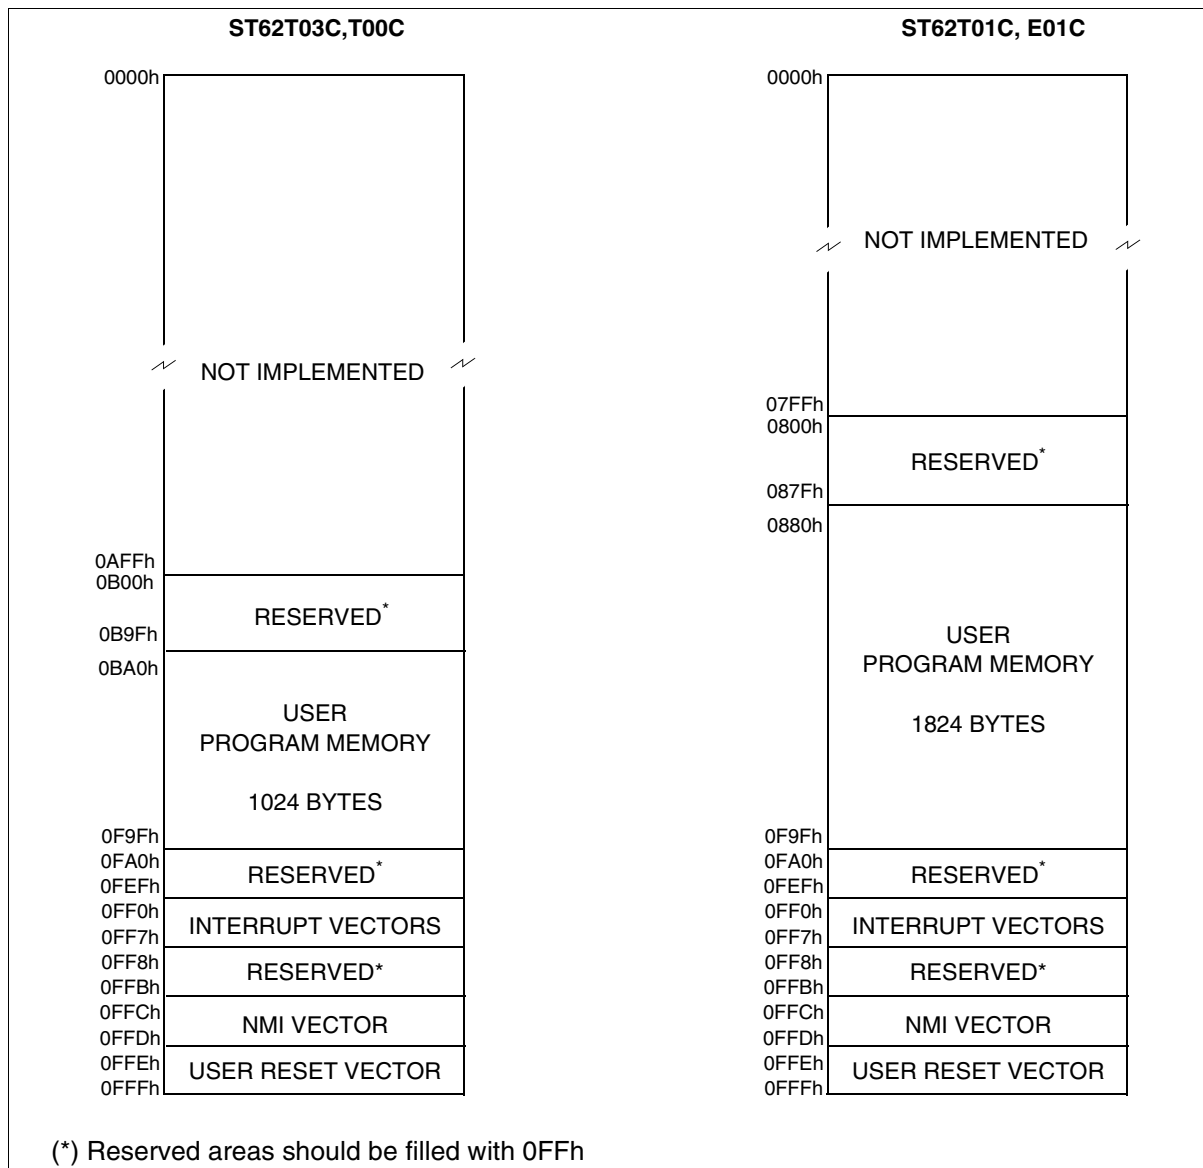 ST62T03C,T00C
0000h
NOT IMPLEMENTED
0AFFh
0B00h
RESERVED*
0B9Fh
0BA0h
USER
PROGRAM MEMORY
1024 BYTES
0F9Fh
0FA0h
RESERVED*
0FEFh
0FF0h
INTERRUPT VECTORS
0FF7h
0FF8h
RESERVED*
0FFBh
0FFCh
NMI VECTOR
0FFDh
0FFEh
USER RESET VECTOR
0FFFh
ST62T01C, E01C
0000h
NOT IMPLEMENTED
07FFh
0800h
RESERVED*
087Fh
0880h
USER
PROGRAM MEMORY
1824 BYTES
0F9Fh
0FA0h
RESERVED*
0FEFh
0FF0h
INTERRUPT VECTORS
0FF7h
0FF8h
RESERVED*
0FFBh
0FFCh
NMI VECTOR
0FFDh
0FFEh
USER RESET VECTOR
0FFFh
(*) Reserved areas should be filled with 0FFh